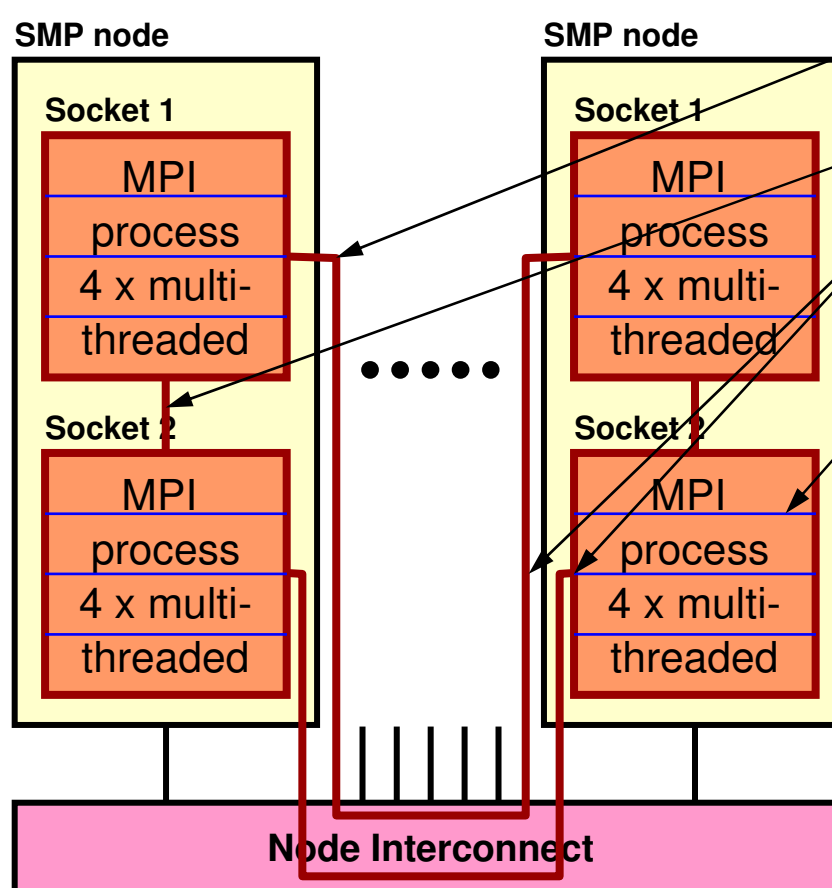 SMP node
Socket 1
MPI
process
4 x multi-
threaded
Socket 2
MPI
process
4 x multi-
threaded
SMP node
Socket 1
MPI
process
4 x multi-
threaded
Socket 2
MPI
process
4 x multi-
threaded
Node Interconnect